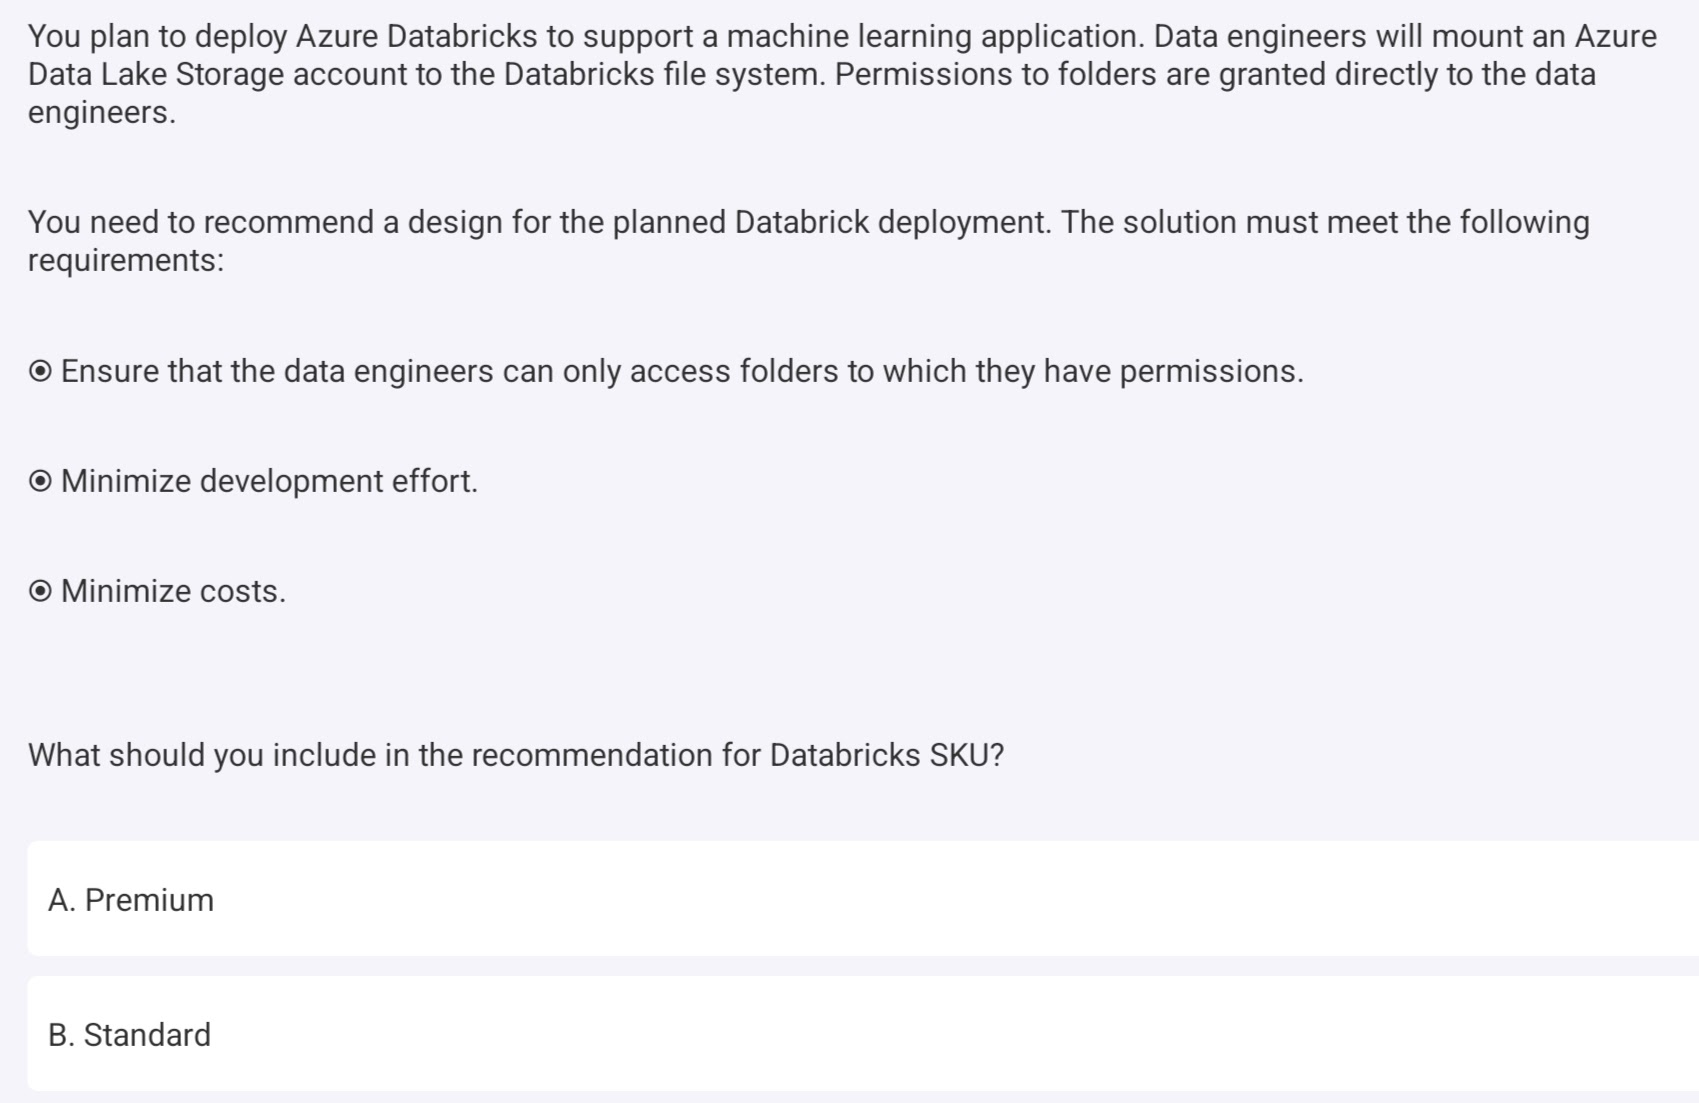 You plan to deploy Azure Databricks to support a machine learning application. Data engineers will mount an Azure
Data Lake Storage account to the Databricks file system. Permissions to folders are granted directly to the data
engineers.
You need to recommend a design for the planned Databrick deployment. The solution must meet the following
requirements:
Ensure that the data engineers can only access folders to which they have permissions.
Minimize development effort.
Minimize costs.
What should you include in the recommendation for Databricks SKU?
A. Premium
B. Standard